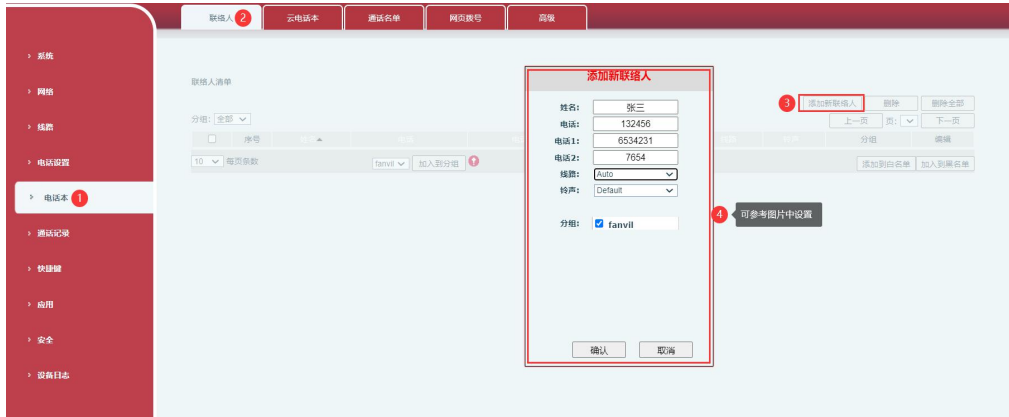 联络人 2 云电话本 通话名单 网页拨号 高级
› 系统
› 网络
› 线路
› 电话设置
› 电话本 1
› 通话记录
› 快捷键
› 应用
› 安全
› 设备日志
联络人清单
3 添加新联络人 删除 删除全部
分组: 全部 上一页 页: 下一页
序号 分组 编辑
10 每页条数 fanvil 加入到分组 添加到白名单 加入到黑名单
添加新联络人
姓名: 张三
电话: 132456
电话1: 6534231
电话2: 7654
线路: Auto
铃声: Default
分组: fanvil
4 可参考图片中设置
确认 取消